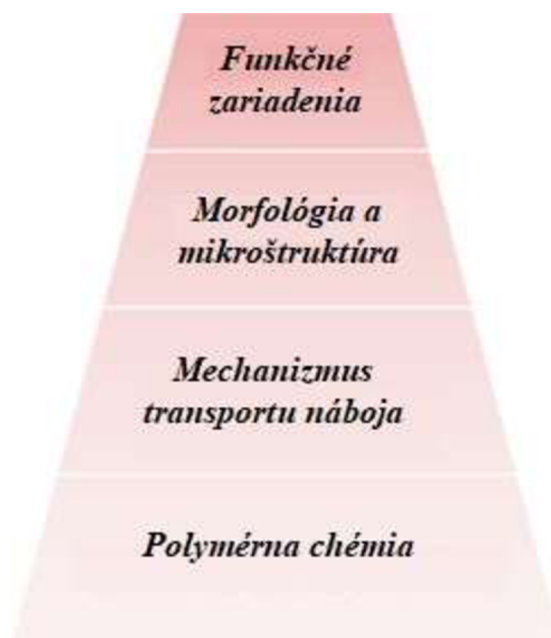 Funkčné
zariadenia
Morfológia a
mikroštruktúra
Mechanizmus
transportu náboja
Polymérna chémia